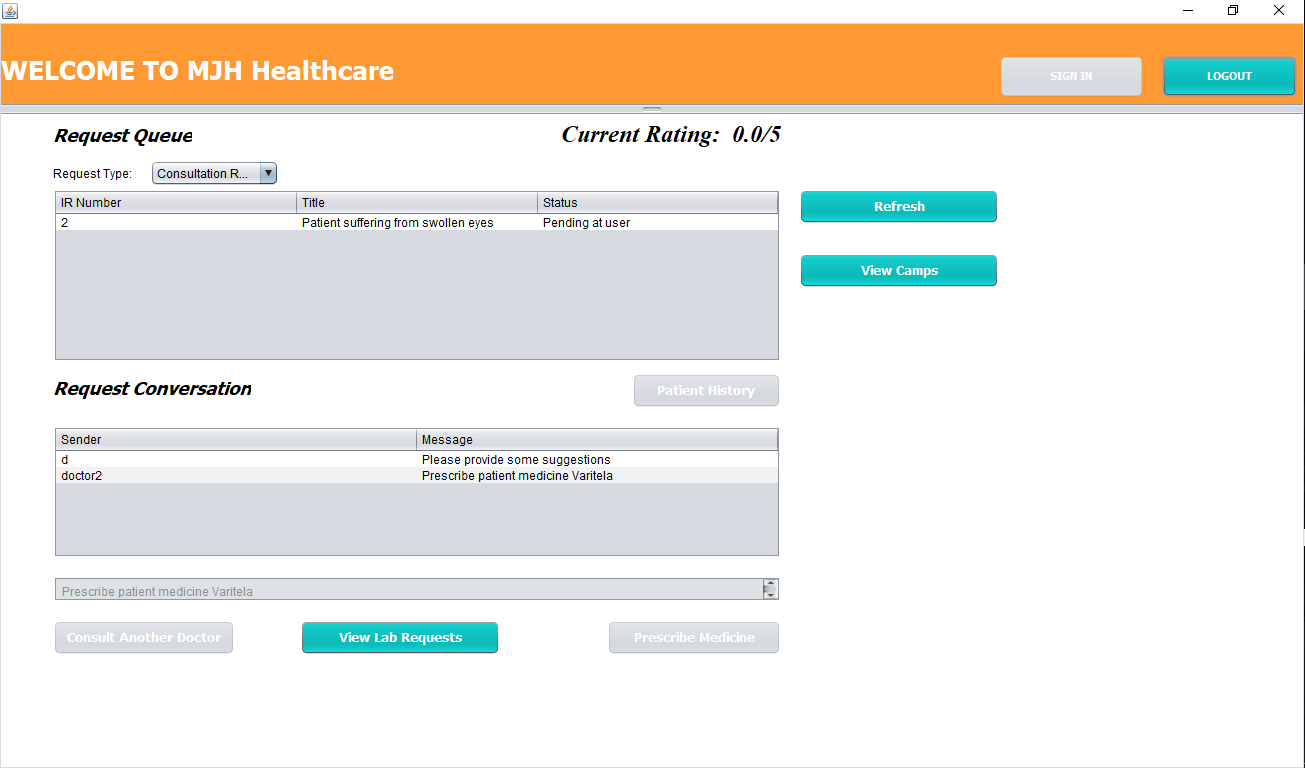 WELCOME TO MJH Healthcare
SIGN IN
LOGOUT
Request Queue
Current Rating: 0.0/5
Request Type:
Consultation R...
IR Number Title Status
2 Patient suffering from swollen eyes Pending at user
Refresh
View Camps
Request Conversation
Patient History
Sender Message
d Please provide some suggestions
doctor2 Prescribe patient medicine Varitela
Prescribe patient medicine Varitela
Consult Another Doctor
View Lab Requests
Prescribe Medicine